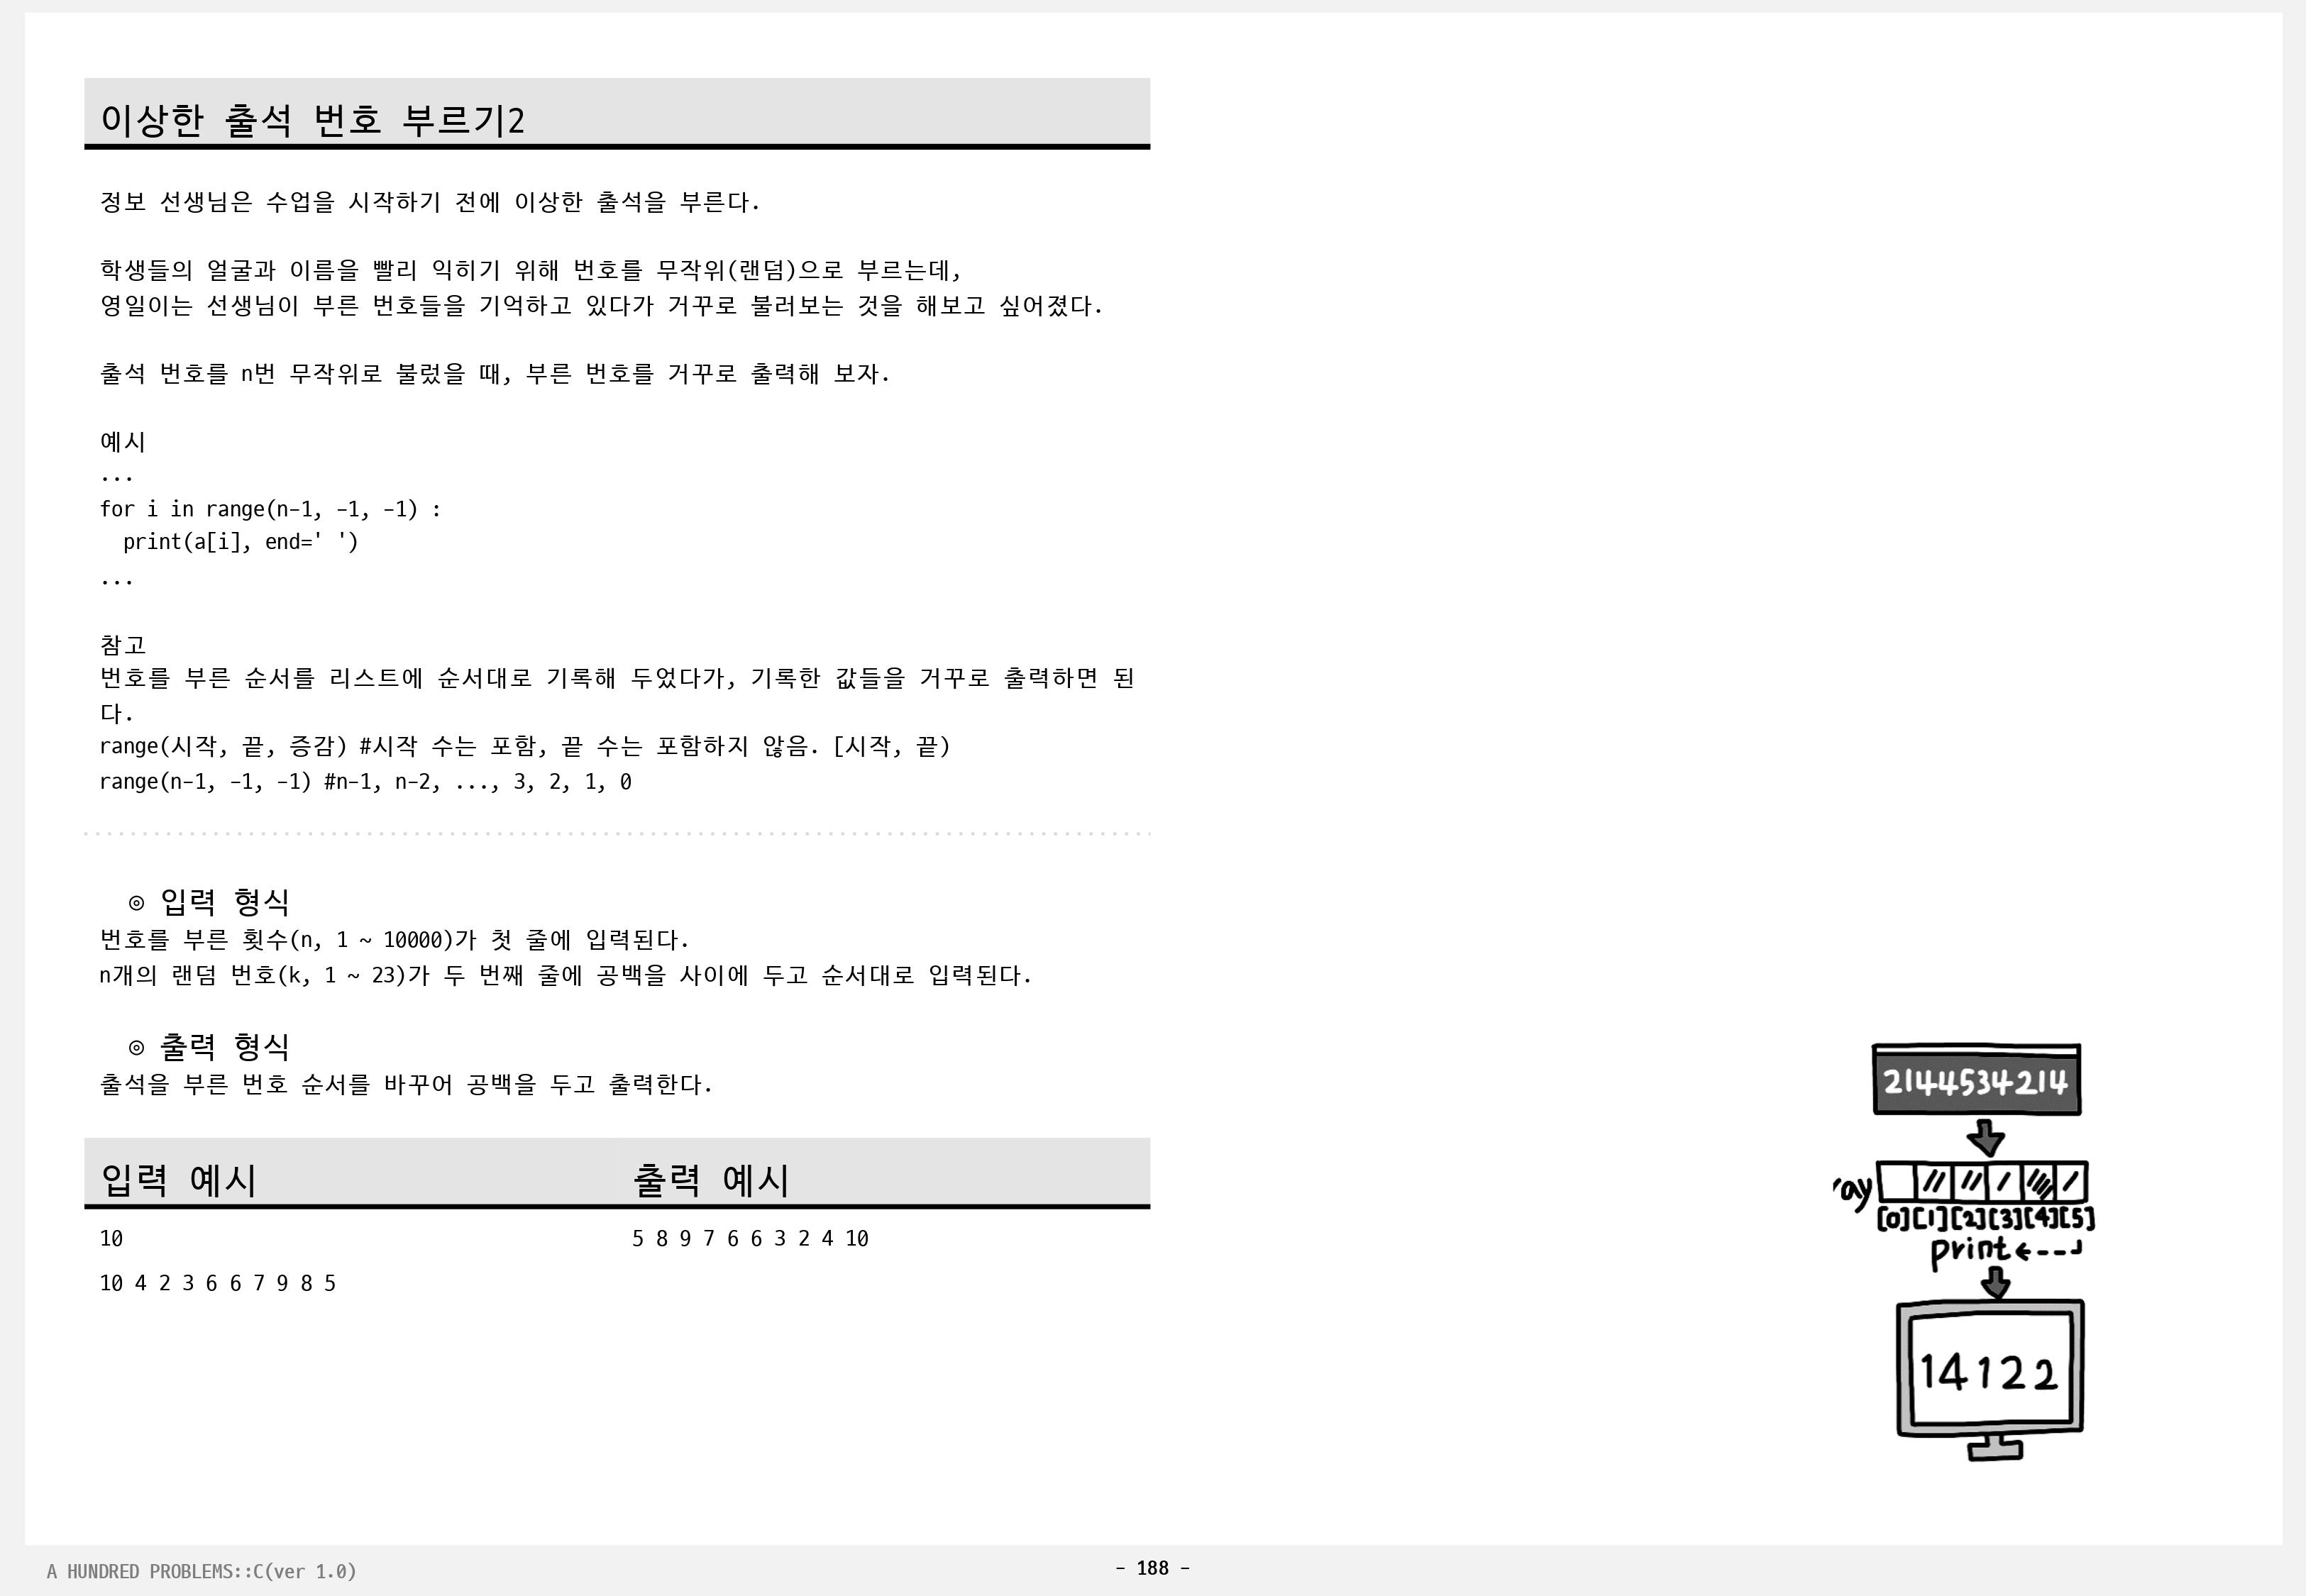 이상한 출석 번호 부르기2
정보 선생님은 수업을 시작하기 전에 이상한 출석을 부른다.
학생들의 얼굴과 이름을 빨리 익히기 위해 번호를 무작위(랜덤)으로 부르는데,
영일이는 선생님이 부른 번호들을 기억하고 있다가 거꾸로 불러보는 것을 해보고 싶어졌다.
출석 번호를 n번 무작위로 불렀을 때, 부른 번호를 거꾸로 출력해 보자.
예시
...
for i in range(n-1, -1, -1) :
  print(a[i], end=' ')
...
참고
번호를 부른 순서를 리스트에 순서대로 기록해 두었다가, 기록한 값들을 거꾸로 출력하면 된
다.
range(시작, 끝, 증감) #시작 수는 포함, 끝 수는 포함하지 않음. [시작, 끝)
range(n-1, -1, -1) #n-1, n-2, ..., 3, 2, 1, 0
◎ 입력 형식
번호를 부른 횟수(n, 1 ~ 10000)가 첫 줄에 입력된다.
n개의 랜덤 번호(k, 1 ~ 23)가 두 번째 줄에 공백을 사이에 두고 순서대로 입력된다.
◎ 출력 형식
출석을 부른 번호 순서를 바꾸어 공백을 두고 출력한다.
입력 예시 출력 예시
10 5 8 9 7 6 6 3 2 4 10
10 4 2 3 6 6 7 9 8 5
2144534214
ray
[0][1][2][3][4][5]
print
14122
A HUNDRED PROBLEMS::C(ver 1.0)
- 188 -